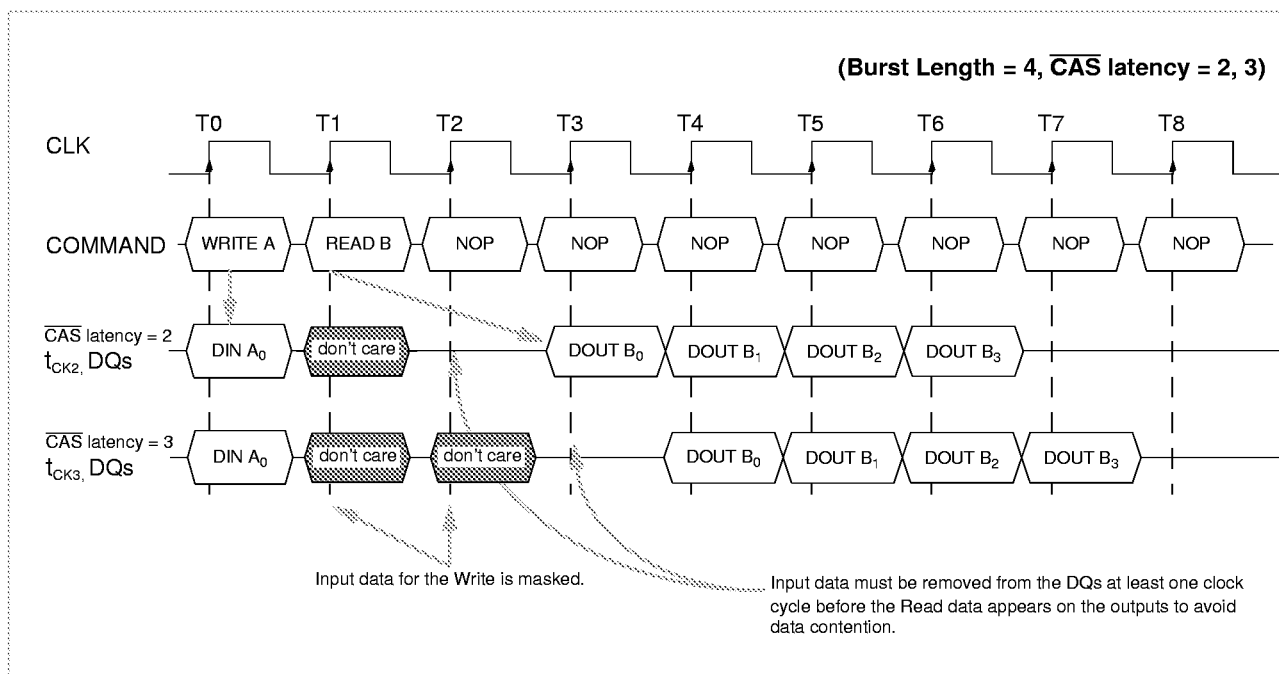 (Burst Length = 4, CAS latency = 2, 3)
T0 T1 T2 T3 T4 T5 T6 T7 T8
CLK
COMMAND WRITE A READ B NOP NOP NOP NOP NOP NOP NOP
CAS latency = 2
tCK2, DQs DIN A0 don't care DOUT B0 DOUT B1 DOUT B2 DOUT B3
CAS latency = 3
tCK3, DQs DIN A0 don't care don't care DOUT B0 DOUT B1 DOUT B2 DOUT B3
Input data for the Write is masked.
Input data must be removed from the DQs at least one clock
cycle before the Read data appears on the outputs to avoid
data contention.